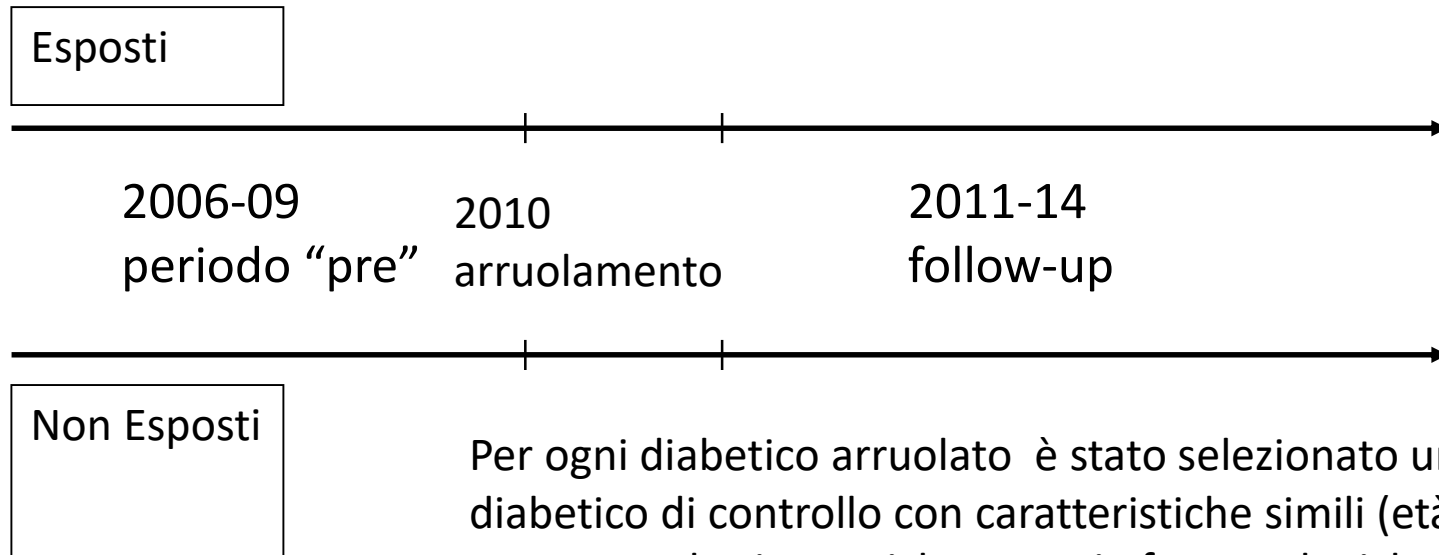 Esposti
2006-09
periodo “pre”
2010
arruolamento
2011-14
follow-up
Non Esposti
Per ogni diabetico arruolato è stato selezionato
diabetico di controllo con caratteristiche simili